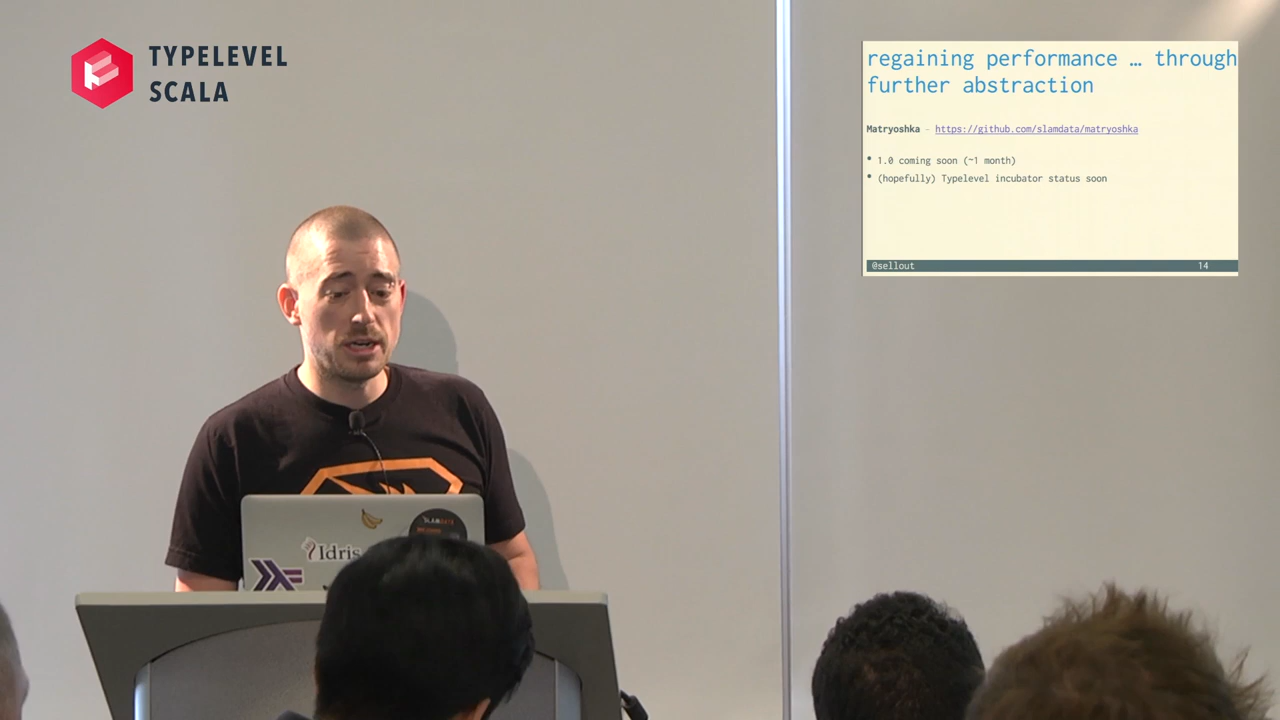 TYPELEVEL
SCALA
regaining performance … through
further abstraction
Matryoshka - https://github.com/slamdata/matryoshka
• 1.0 coming soon (~1 month)
• (hopefully) Typelevel incubator status soon
@sellout 14
SLAMDATA
Idris